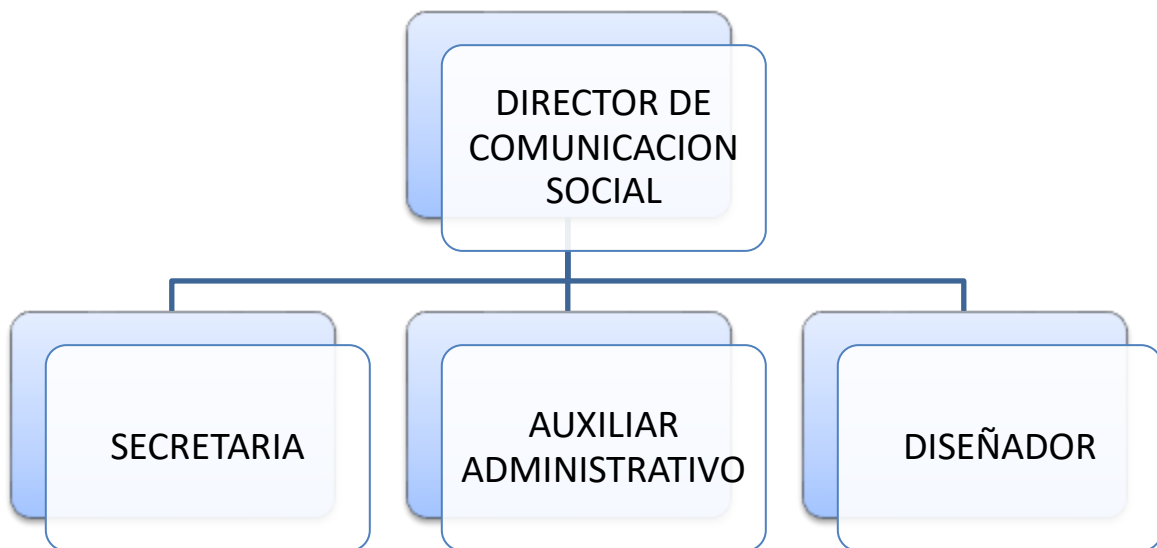 DIRECTOR DE
COMUNICACION
SOCIAL
SECRETARIA
AUXILIAR
ADMINISTRATIVO
DISEÑADOR